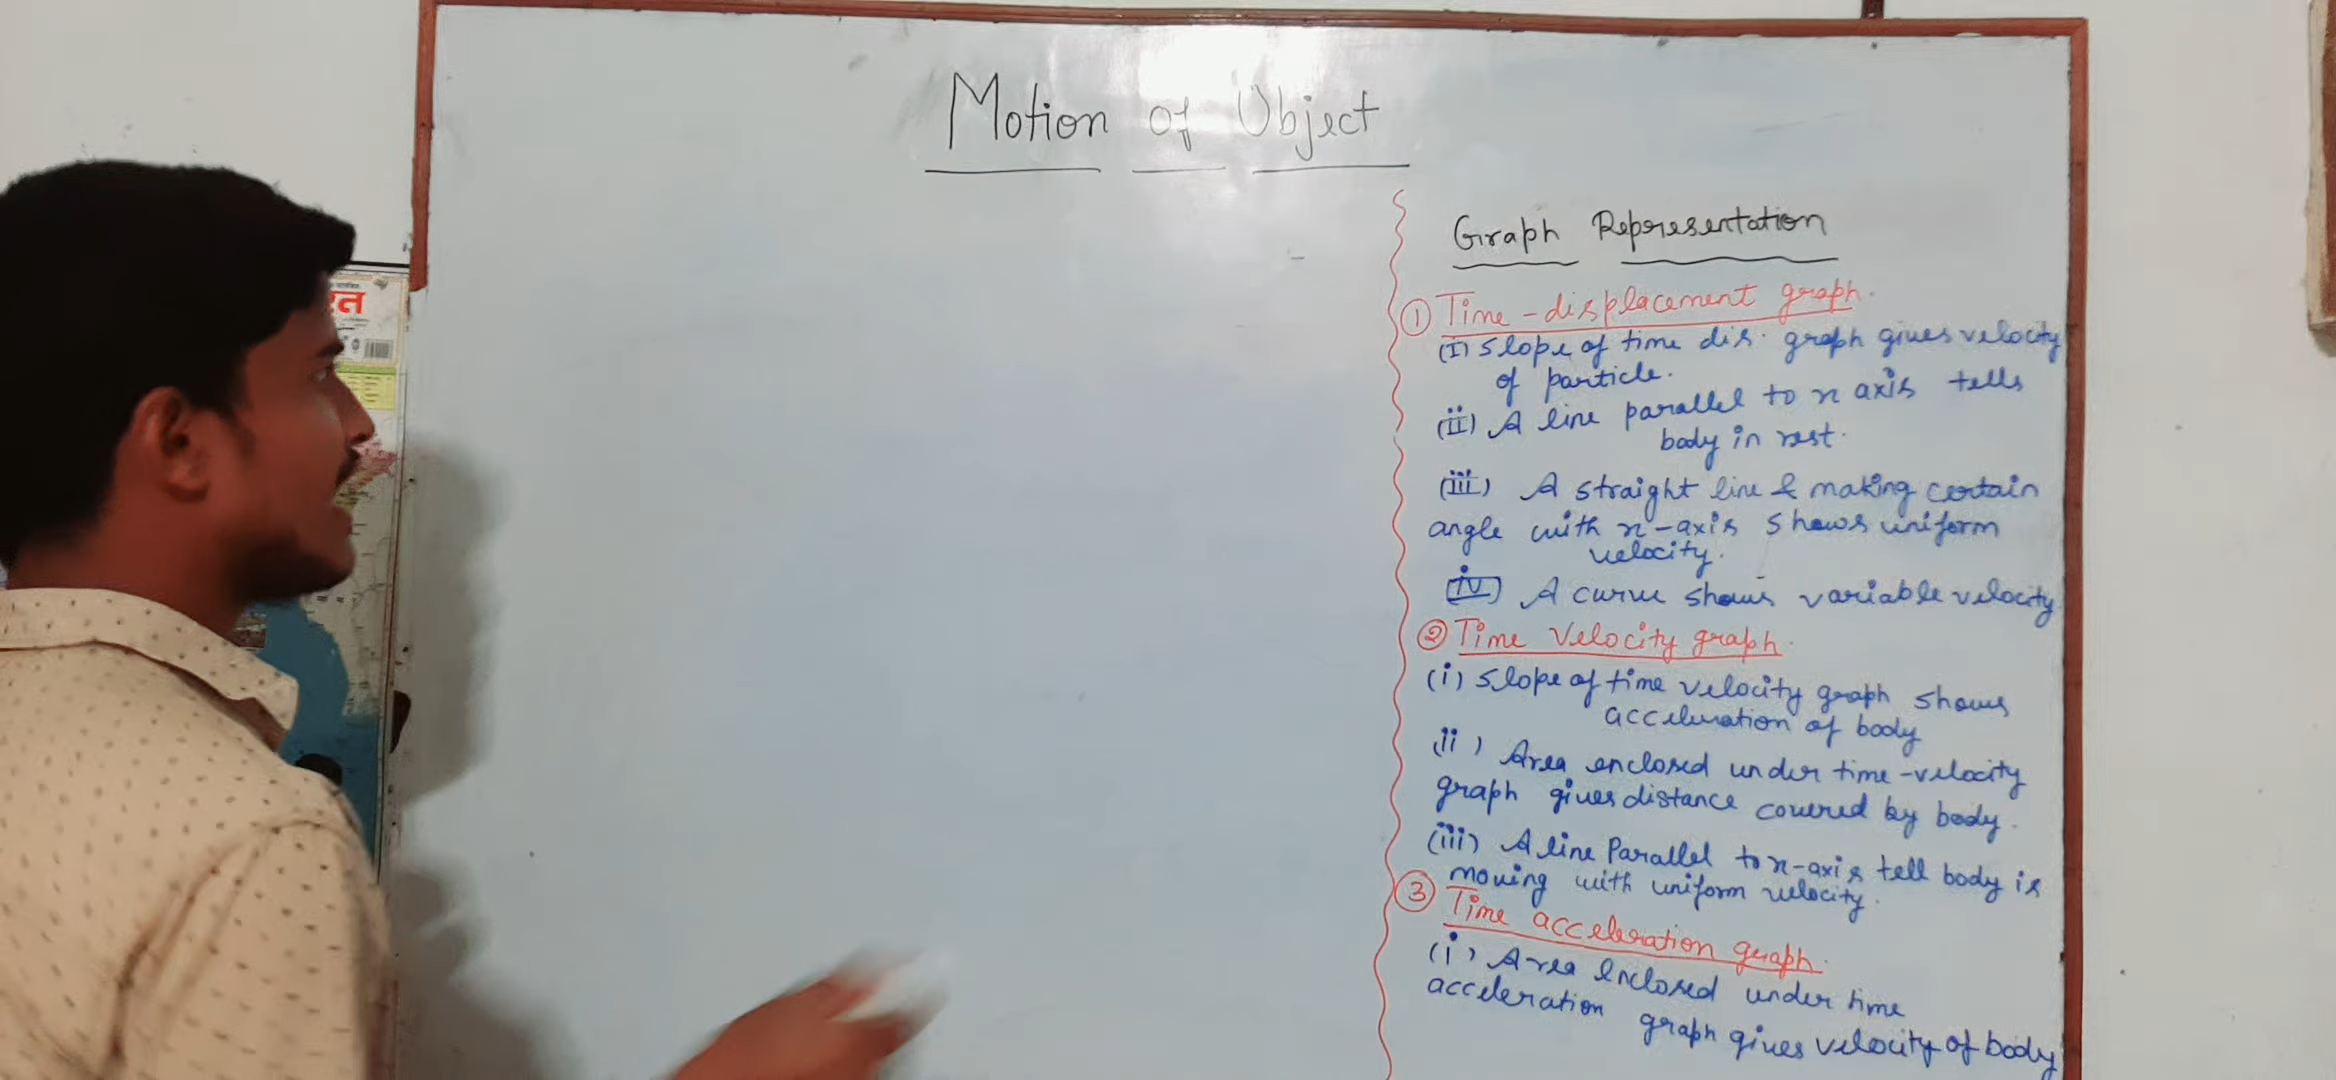 Motion of Object
Graph Representation
① Time - displacement graph.
(I) Slope of time dis. graph gives velocity
of particle.
(ii) A line parallel to x axis tells
body in rest.
(iii) A straight line & making certain
angle with x-axis shows uniform
velocity.
(iv) A curve shows variable velocity
② Time Velocity graph.
(i) Slope of time velocity graph shows
acceleration of body
(ii) Area enclosed under time-velocity
graph gives distance covered by body.
(iii) A line Parallel to x-axis tell body is
moving with uniform velocity.
③ Time acceleration graph.
(i) Area Enclosed under time
acceleration graph gives velocity of body
रत